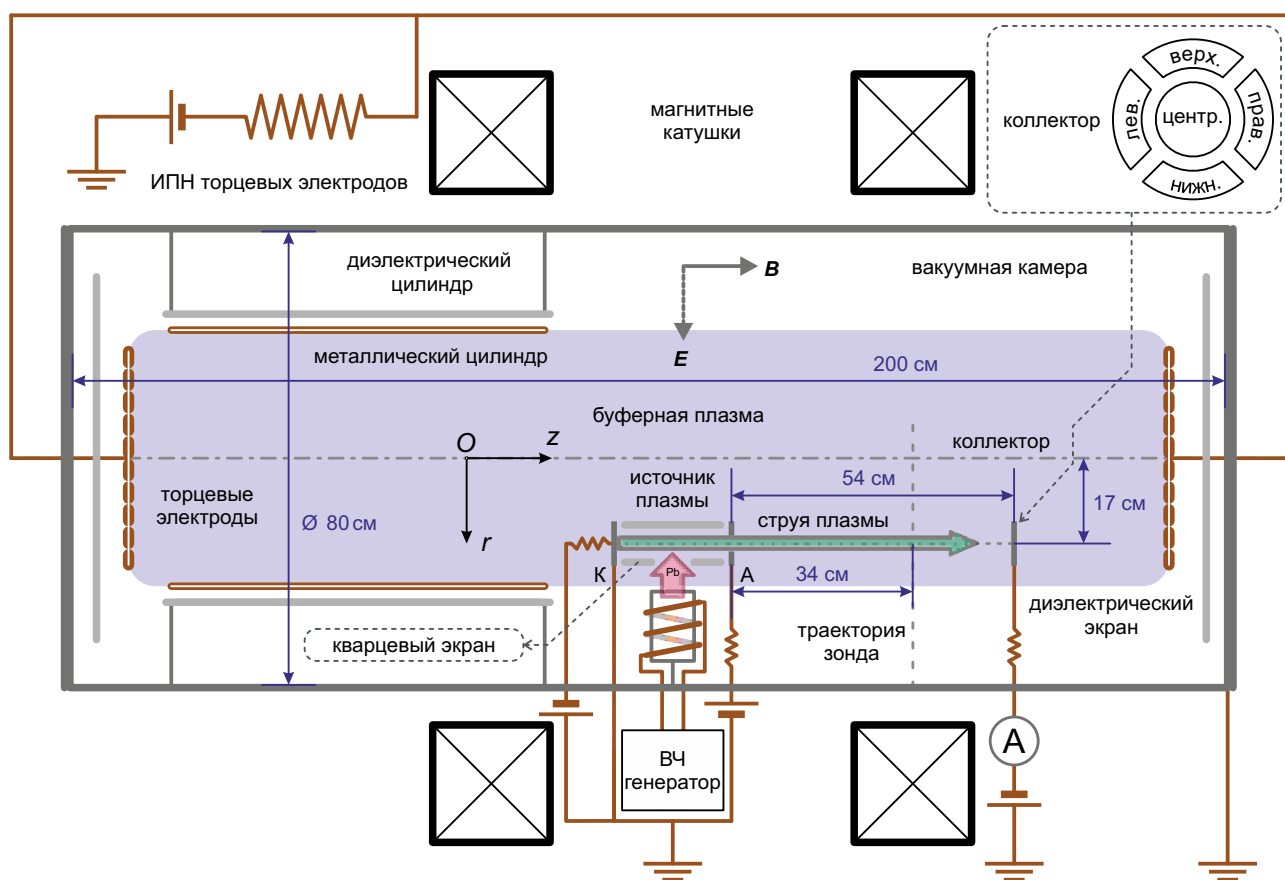 верх.
лев.
центр.
прав.
нижн.
коллектор
магнитные
катушки
ИПН торцевых электродов
диэлектрический
цилиндр
B
E
вакуумная камера
металлический цилиндр
200 см
буферная плазма
O
z
r
коллектор
торцевые
электроды
Ø 80 см
источник
плазмы
54 см
17 см
струя плазмы
К
Pb
А
34 см
кварцевый экран
траектория
зонда
диэлектрический
экран
ВЧ
генератор
А